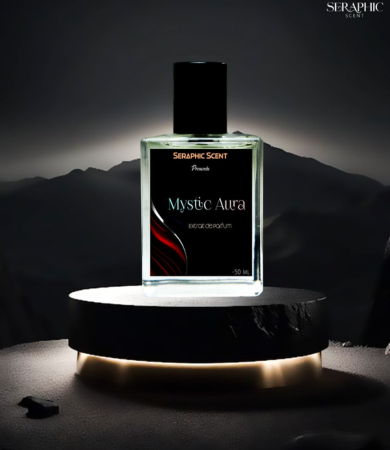 SERAPHIC
SCENT
SERAPHIC SCENT
Presents
Mystic Aura
extrait de parfum
-50 ML